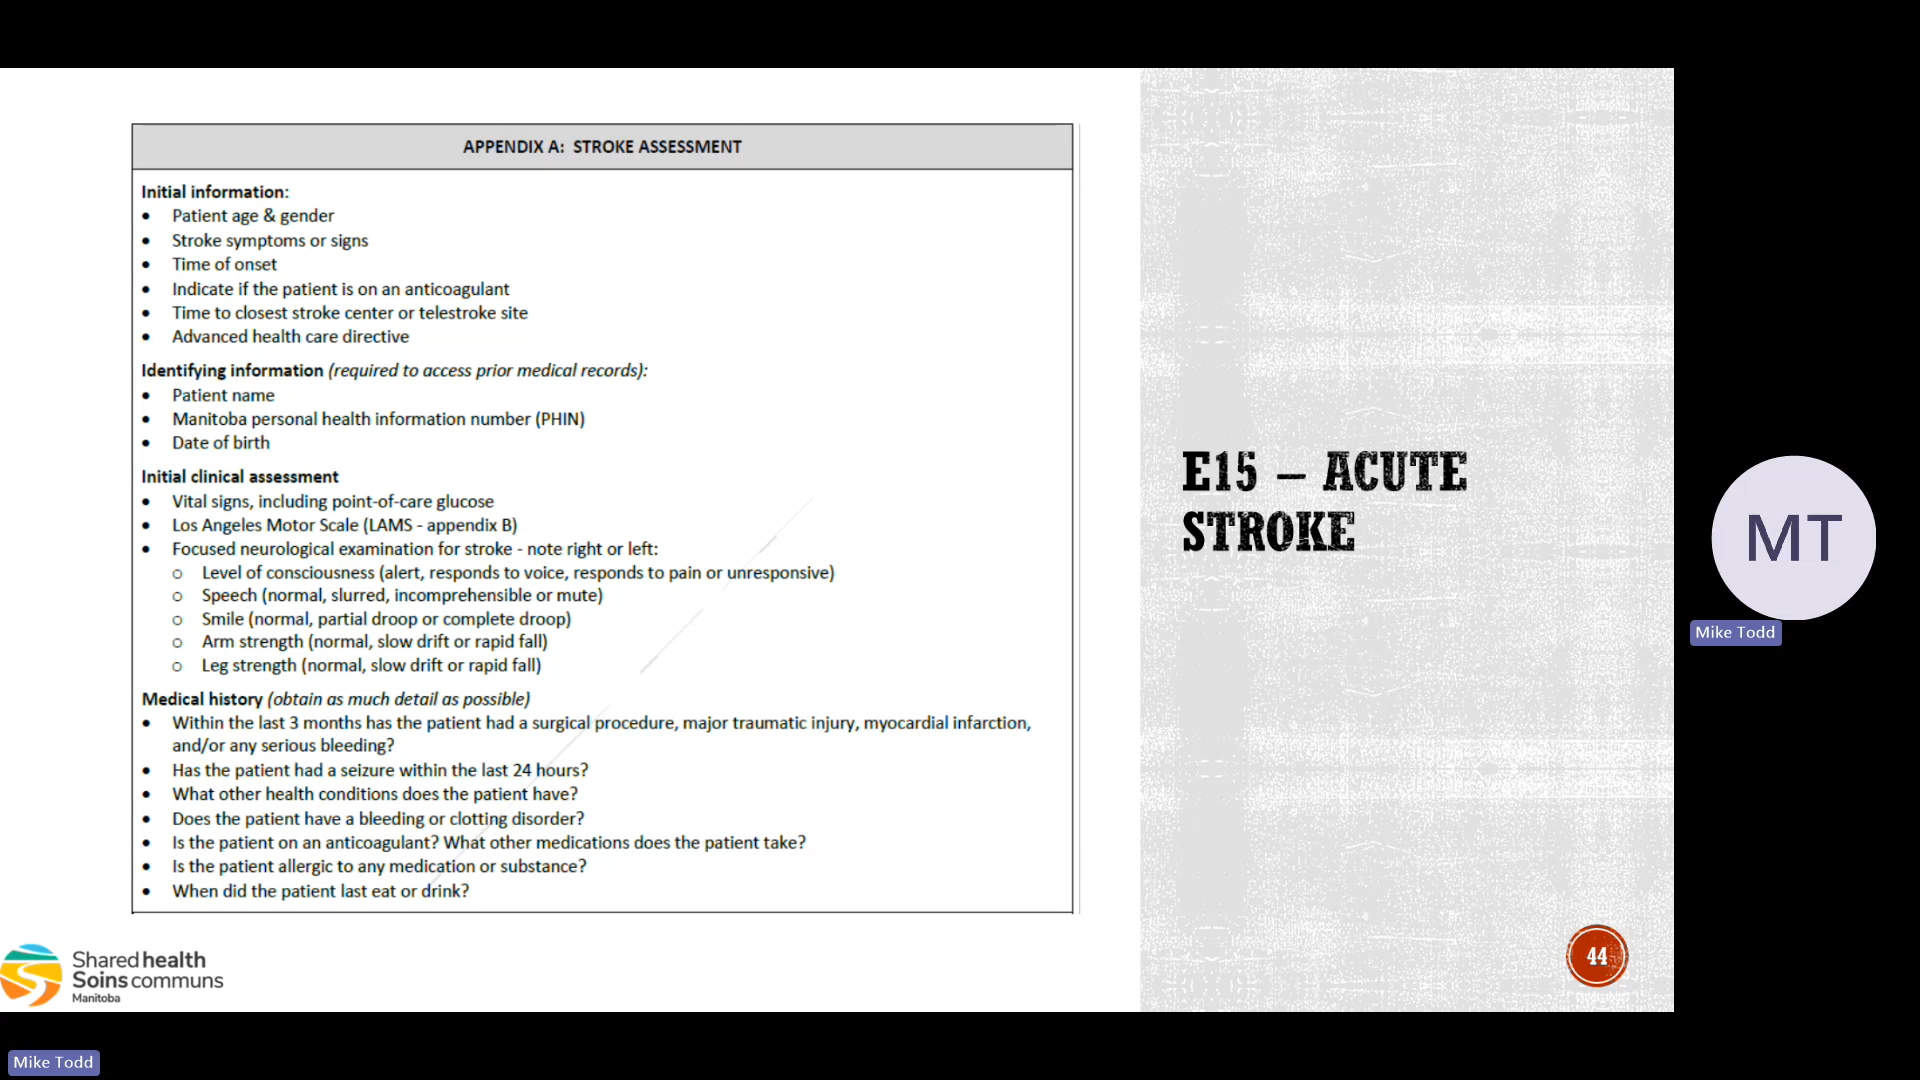 APPENDIX A: STROKE ASSESSMENT
Initial information:
• Patient age & gender
• Stroke symptoms or signs
• Time of onset
• Indicate if the patient is on an anticoagulant
• Time to closest stroke center or telestroke site
• Advanced health care directive
Identifying information (required to access prior medical records):
• Patient name
• Manitoba personal health information number (PHIN)
• Date of birth
Initial clinical assessment
• Vital signs, including point-of-care glucose
• Los Angeles Motor Scale (LAMS - appendix B)
• Focused neurological examination for stroke - note right or left:
o Level of consciousness (alert, responds to voice, responds to pain or unresponsive)
o Speech (normal, slurred, incomprehensible or mute)
o Smile (normal, partial droop or complete droop)
o Arm strength (normal, slow drift or rapid fall)
o Leg strength (normal, slow drift or rapid fall)
Medical history (obtain as much detail as possible)
• Within the last 3 months has the patient had a surgical procedure, major traumatic injury, myocardial infarction,
and/or any serious bleeding?
• Has the patient had a seizure within the last 24 hours?
• What other health conditions does the patient have?
• Does the patient have a bleeding or clotting disorder?
• Is the patient on an anticoagulant? What other medications does the patient take?
• Is the patient allergic to any medication or substance?
• When did the patient last eat or drink?
E15 – ACUTE
STROKE
44
Shared health
Soins communs
Manitoba
MT
Mike Todd
Mike Todd